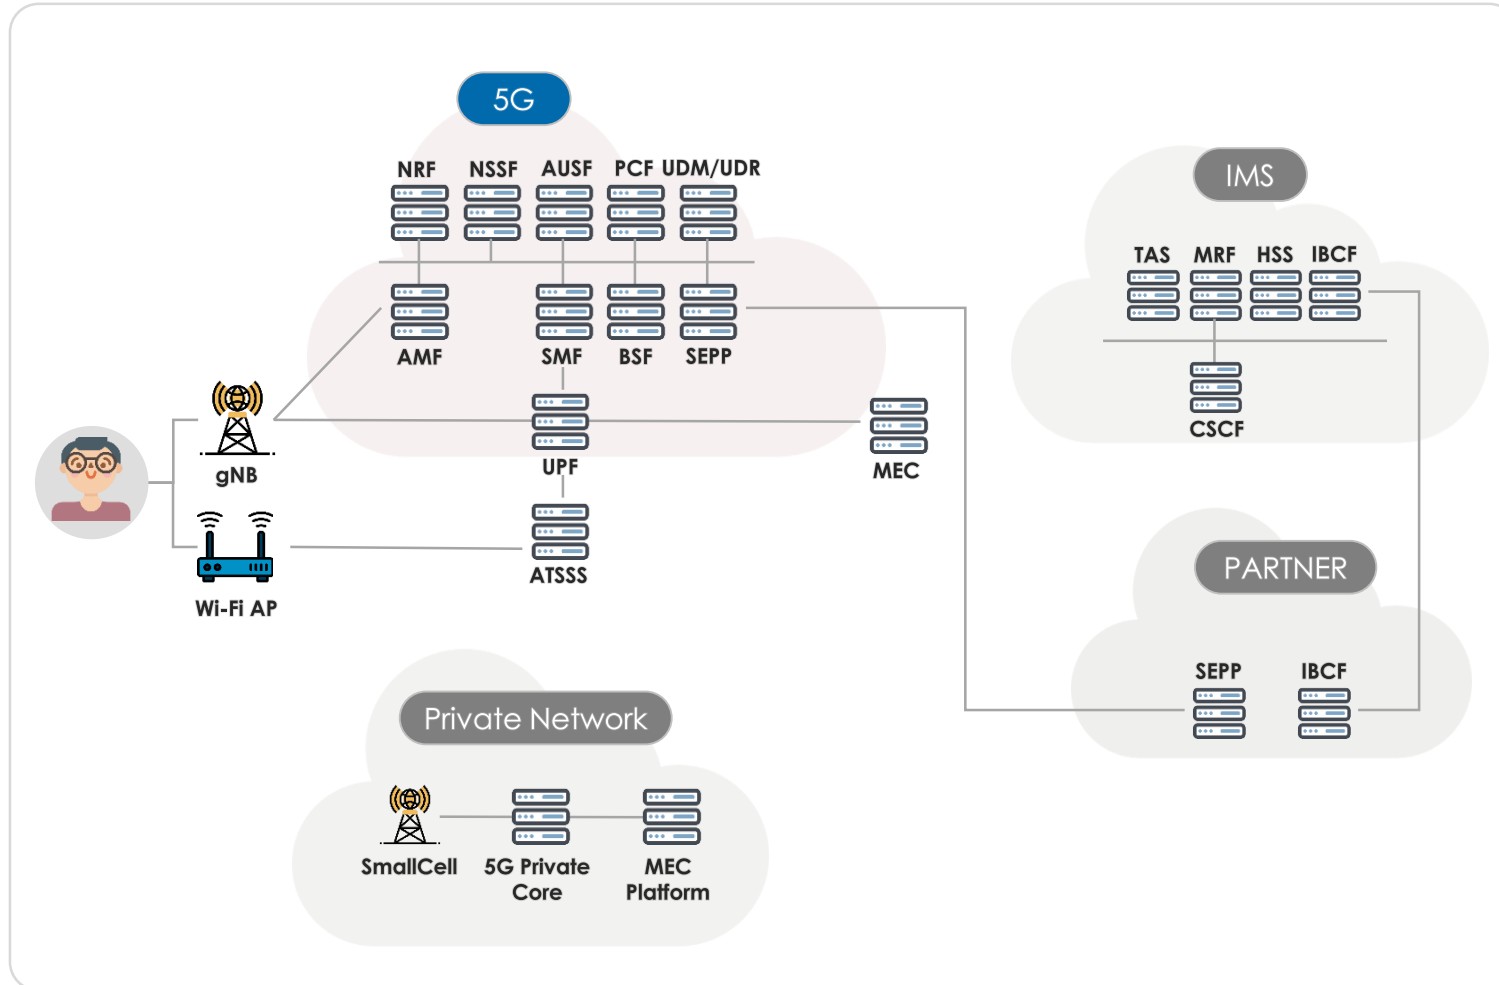 5G
NRF NSSF AUSF PCF UDM/UDR
AMF SMF BSF SEPP
UPF
ATSSS
gNB
Wi-Fi AP
MEC
IMS
TAS MRF HSS IBCF
CSCF
PARTNER
SEPP IBCF
Private Network
SmallCell 5G Private MEC
Core Platform